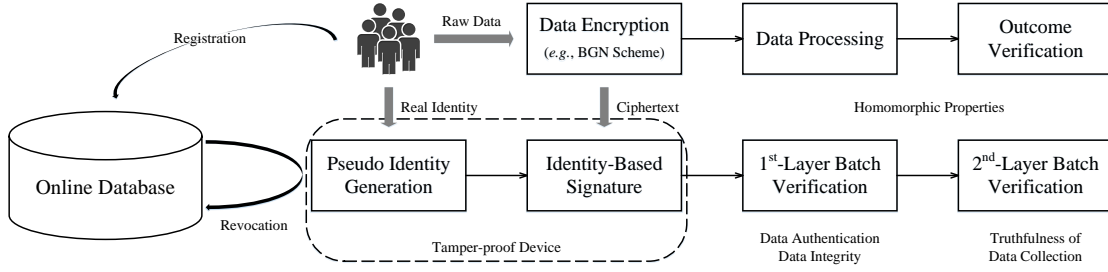 Registration
Raw Data
Data Encryption
(e.g., BGN Scheme)
Data Processing
Outcome
Verification
Real Identity
Ciphertext
Homomorphic Properties
Online Database
Pseudo Identity
Generation
Identity-Based
Signature
1st-Layer Batch
Verification
2nd-Layer Batch
Verification
Revocation
Tamper-proof Device
Data Authentication
Data Integrity
Truthfulness of
Data Collection